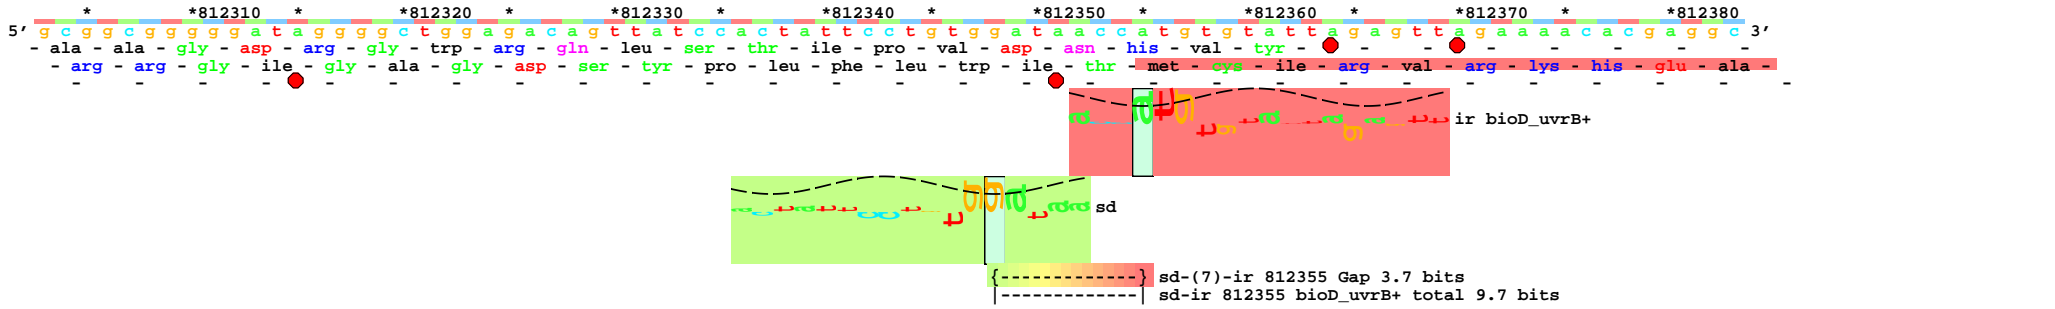 * *812310 * *812320 * *812330 * *812340 * *812350 * *812360 * *812370 * *812380
5' g c g g c g g g g g a t a g g g g c t g g a g a c a g t t a t c c a c t a t t c c t g t g g a t a a c c a t g t g t a t t a g a g t t a g a a a a c a c g a g g c 3'
- ala - ala - gly - asp - arg - gly - trp - arg - gln - leu - ser - thr - ile - pro - val - asp - asn - his - val - tyr - - - - - - - -
- arg - arg - gly - ile - gly - ala - gly - asp - ser - tyr - pro - leu - phe - leu - trp - ile - thr - met - cys - ile - arg - val - arg - lys - his - glu - ala -
- - - - - - - - - - - - - - - - - - - - - - - - - - - -
ir bioD_uvrB+
sd
{-------------} sd-(7)-ir 812355 Gap 3.7 bits
|-------------| sd-ir 812355 bioD_uvrB+ total 9.7 bits